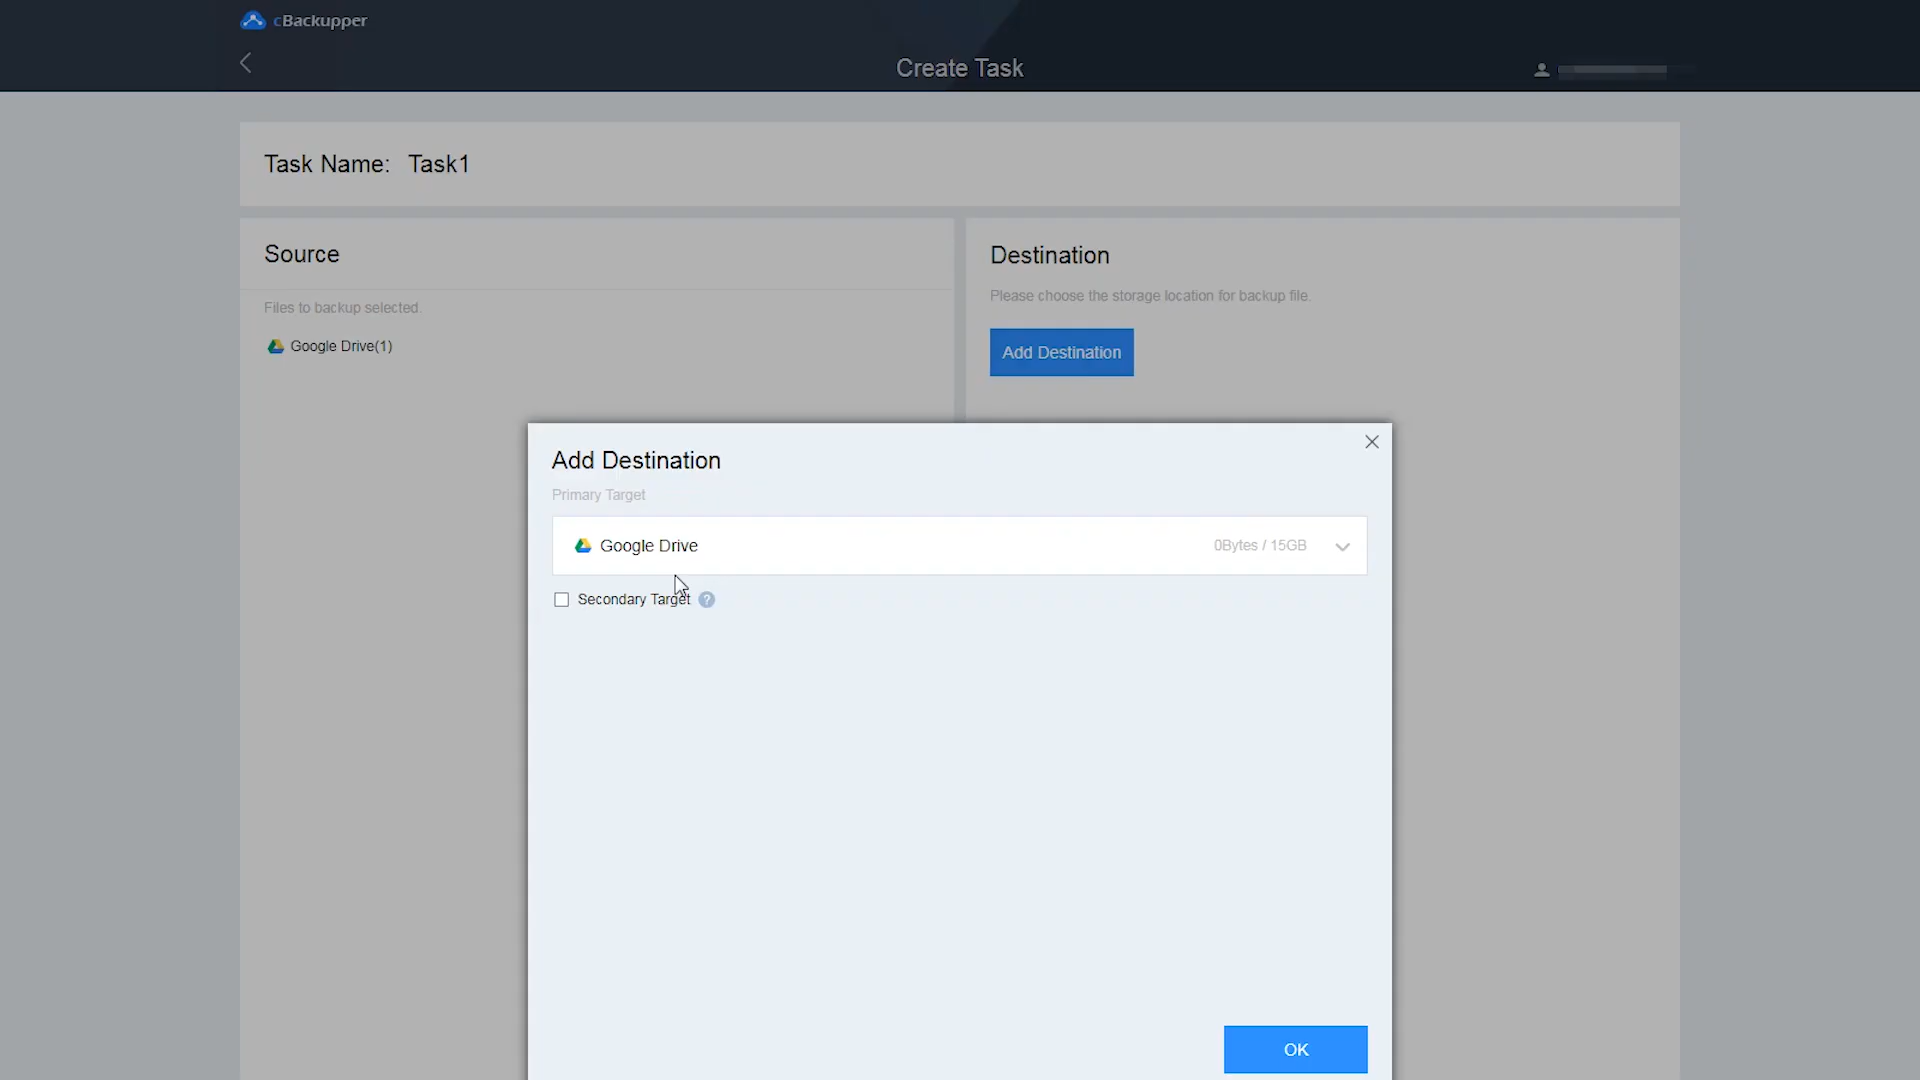 cBackupper
Create Task
Task Name: Task1
Source
Files to backup selected.
Google Drive(1)
Destination
Please choose the storage location for backup file.
Add Destination
Add Destination
Primary Target
Google Drive
0Bytes / 15GB
Secondary Target ?
OK